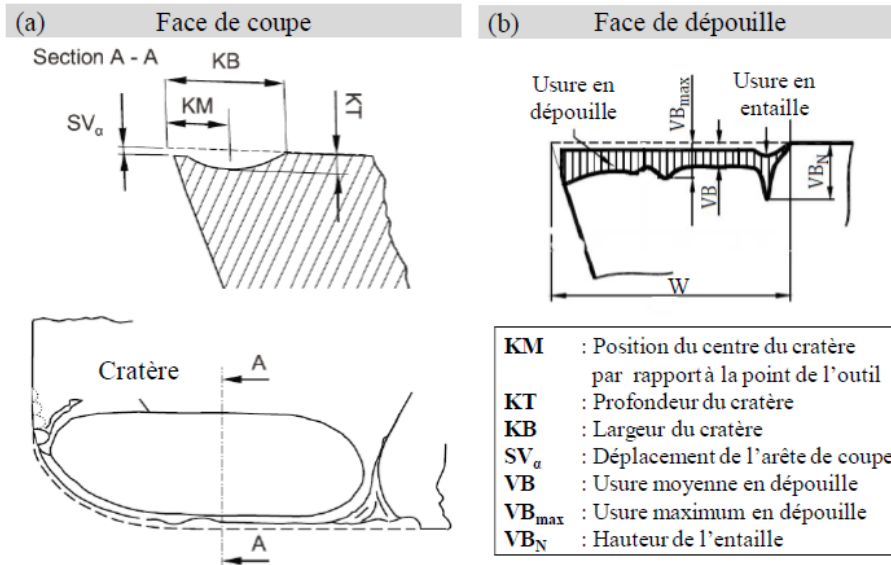 (a) Face de coupe
Section A - A
KB
KM
KT
SVα
Cratère
A
A
(b) Face de dépouille
Usure en
dépouille
VBmax
Usure en
entaille
VB
VBN
W
KM : Position du centre du cratère
par rapport à la point de l'outil
KT : Profondeur du cratère
KB : Largeur du cratère
SVα : Déplacement de l'arête de coupe
VB : Usure moyenne en dépouille
VBmax : Usure maximum en dépouille
VBN : Hauteur de l'entaille